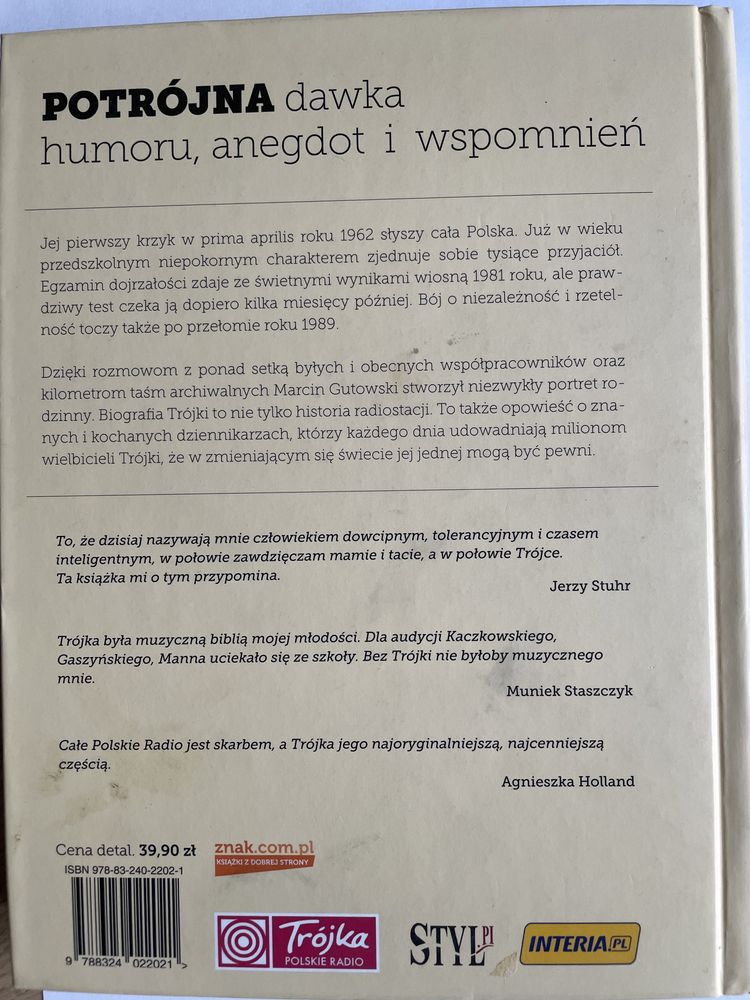 POTRÓJNA dawka
humoru, anegdot i wspomnień
Jej pierwszy krzyk w prima aprilis roku 1962 słyszy cała Polska. Już w wieku
przedszkolnym niepokornym charakterem zjednuje sobie tysiące przyjaciół.
Egzamin dojrzałości zdaje ze świetnymi wynikami wiosną 1981 roku, ale praw-
dziwy test czeka ją dopiero kilka miesięcy później. Bój o niezależność i rzetel-
ność toczy także po przełomie roku 1989.
Dzięki rozmowom z ponad setką byłych i obecnych współpracowników oraz
kilometrom taśm archiwalnych Marcin Gutowski stworzył niezwykły portret ro-
dzinny. Biografia Trójki to nie tylko historia radiostacji. To także opowieść o zna-
nych i kochanych dziennikarzach, którzy każdego dnia udowadniają milionom
wielbicieli Trójki, że w zmieniającym się świecie jej jednej mogą być pewni.
To, że dzisiaj nazywają mnie człowiekiem dowcipnym, tolerancyjnym i czasem
inteligentnym, w połowie zawdzięczam mamie i tacie, a w połowie Trójce.
Ta książka mi o tym przypomina.
Jerzy Stuhr
Trójka była muzyczną biblią mojej młodości. Dla audycji Kaczkowskiego,
Gaszyńskiego, Manna uciekało się ze szkoły. Bez Trójki nie byłoby muzycznego
mnie.
Muniek Staszczyk
Całe Polskie Radio jest skarbem, a Trójka jego najoryginalniejszą, najcenniejszą
częścią.
Agnieszka Holland
Cena detal. 39,90 zł
znak.com.pl
KSIĄŻKI Z DOBREJ STRONY
ISBN 978-83-240-2202-1
9 788324 022021 >
Trójka
POLSKIE RADIO
STYL.PL
INTERIA.PL